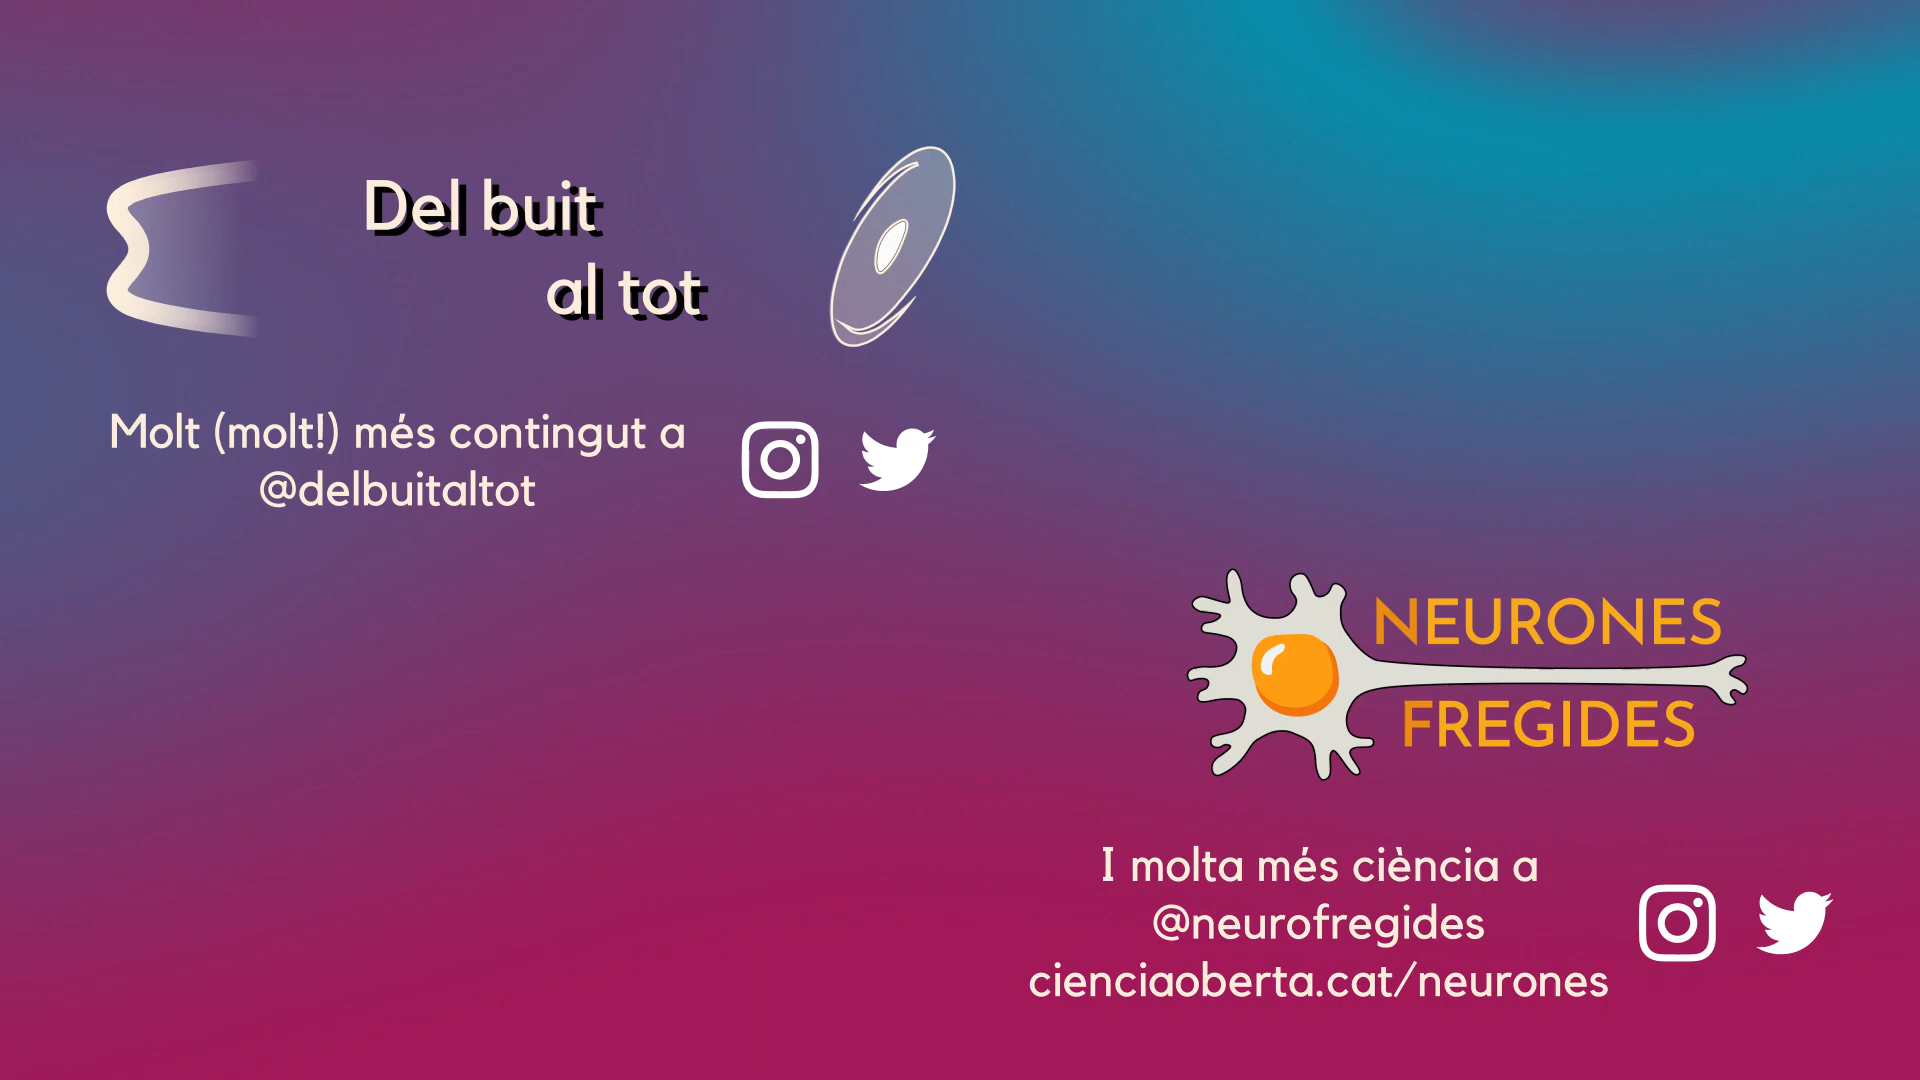 Del buit
al tot
Molt (molt!) més contingut a
@delbuitaltot
NEURONES
FREGIDES
I molta més ciència a
@neurofregides
cienciaoberta.cat/neurones